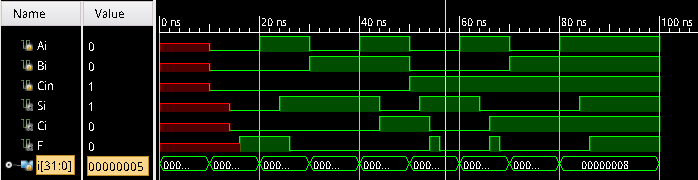 Name Value 0 ns 20 ns 40 ns 60 ns 80 ns 100 ns
Ai 0
Bi 0
Cin 1
Si 1
Ci 0
F 0
i[31:0] 00000005 000... 000... 000... 000... 000... 000... 000... 000... 00000008